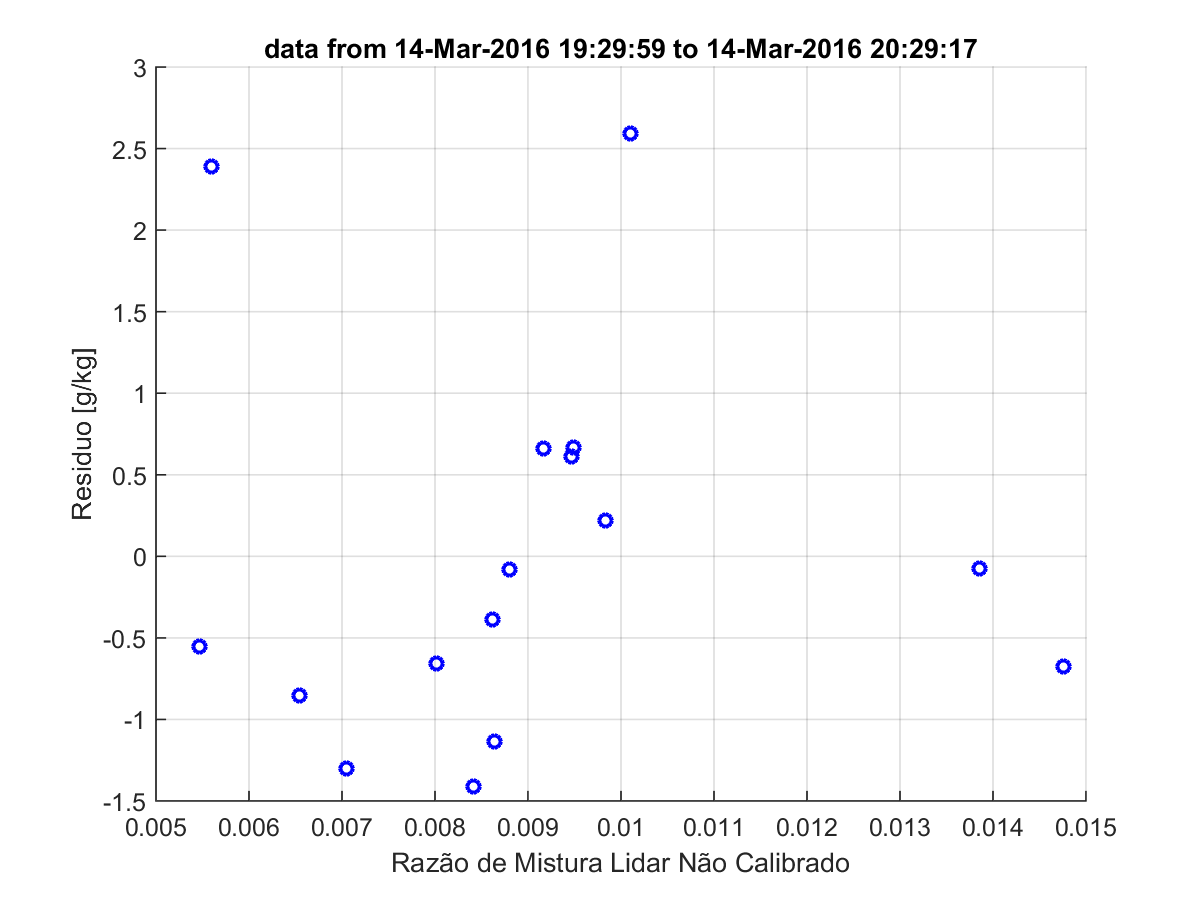 data from 14-Mar-2016 19:29:59 to 14-Mar-2016 20:29:17
3
2.5
2
1.5
1
0.5
0
-0.5
-1
-1.5
Residuo [g/kg]
0.005 0.006 0.007 0.008 0.009 0.01 0.011 0.012 0.013 0.014 0.015
Razão de Mistura Lidar Não Calibrado